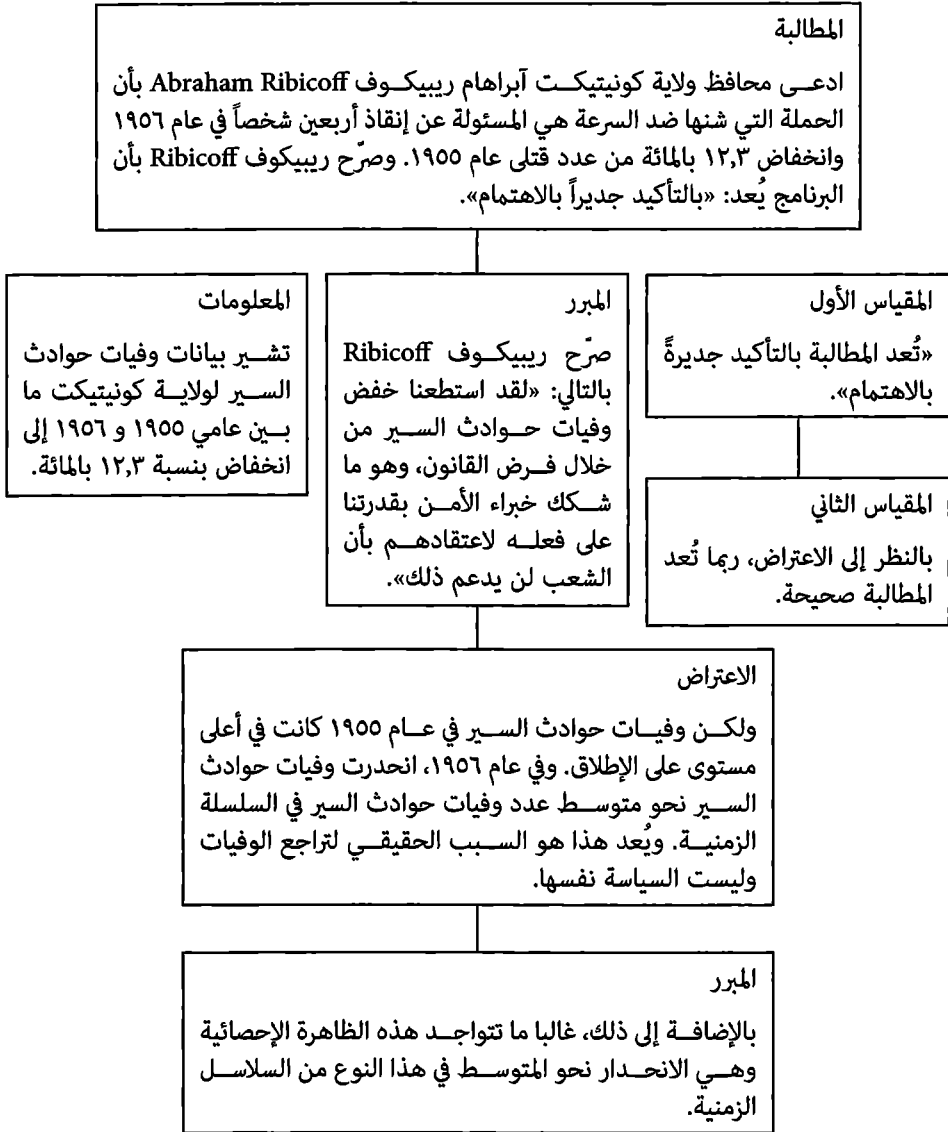 المطالبة
ادعى محافظ ولاية كونيتيكت آبراهام ريبيكوف Abraham Ribicoff بأن
الحملة التي شنها ضد السرعة هي المسئولة عن إنقاذ أربعين شخصاً في عام ١٩٥٦
وانخفاض ١٢,٣ بالمائة من عدد قتلى عام ١٩٥٥. وصرّح ريبيكوف Ribicoff بأن
البرنامج يُعد: «بالتأكيد جديراً بالاهتمام».
المقياس الأول
«تُعد المطالبة بالتأكيد جديرةً
بالاهتمام».
المقياس الثاني
بالنظر إلى الاعتراض، ربما تُعد
المطالبة صحيحة.
المبرر
صرّح ريبيكوف Ribicoff
بالتالي: «لقد استطعنا خفض
وفيات حوادث السير من
خلال فرض القانون، وهو ما
شكك خبراء الأمن بقدرتنا
على فعله لاعتقادهم بأن
الشعب لن يدعم ذلك».
المعلومات
تشير بيانات وفيات حوادث
السير لولاية كونيتيكت ما
بين عامي ١٩٥٥ و ١٩٥٦ إلى
انخفاض بنسبة ١٢,٣ بالمائة.
الاعتراض
ولكن وفيات حوادث السير في عام ١٩٥٥ كانت في أعلى
مستوى على الإطلاق. وفي عام ١٩٥٦، انحدرت وفيات حوادث
السير نحو متوسط عدد وفيات حوادث السير في السلسلة
الزمنية. ويُعد هذا هو السبب الحقيقي لتراجع الوفيات
وليست السياسة نفسها.
المبرر
بالإضافة إلى ذلك، غالبا ما تتواجد هذه الظاهرة الإحصائية
وهي الانحدار نحو المتوسط في هذا النوع من السلاسل
الزمنية.